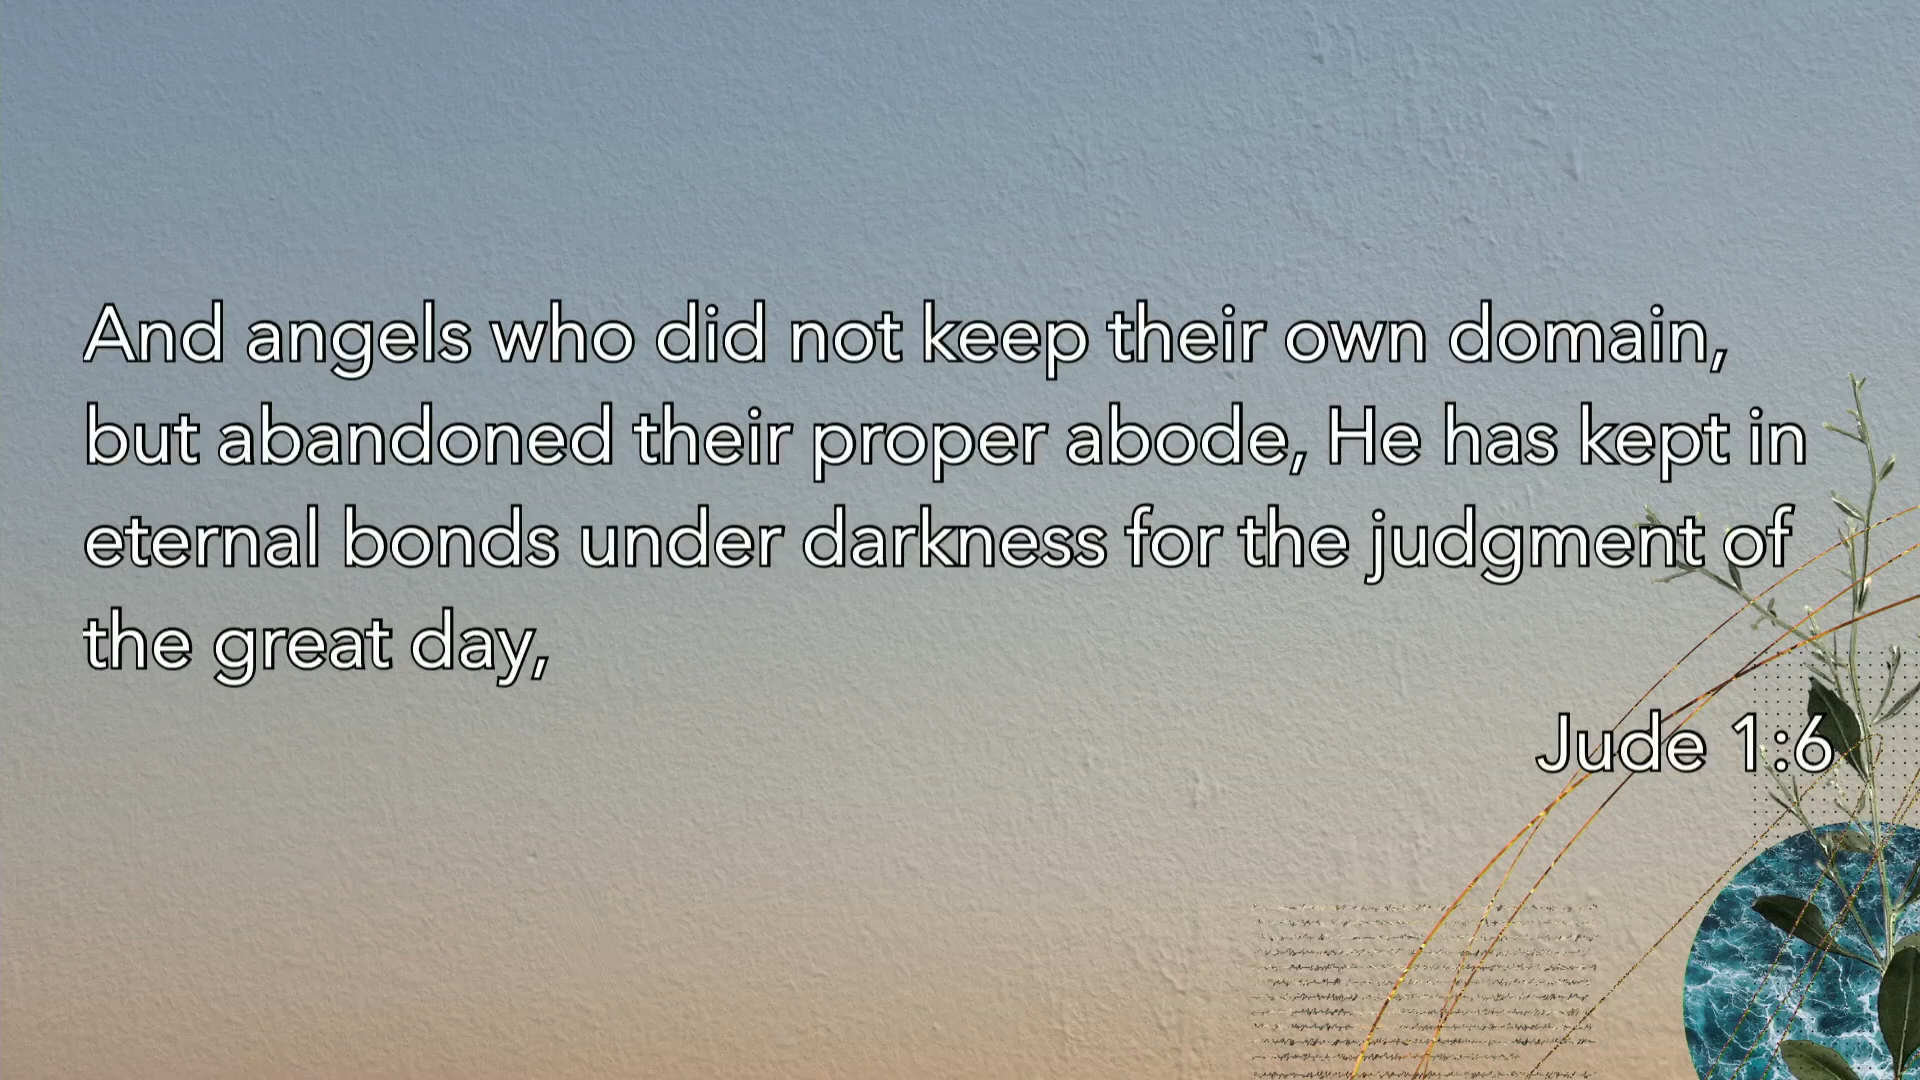 And angels who did not keep their own domain,
but abandoned their proper abode, He has kept in
eternal bonds under darkness for the judgment of
the great day,
Jude 1:6